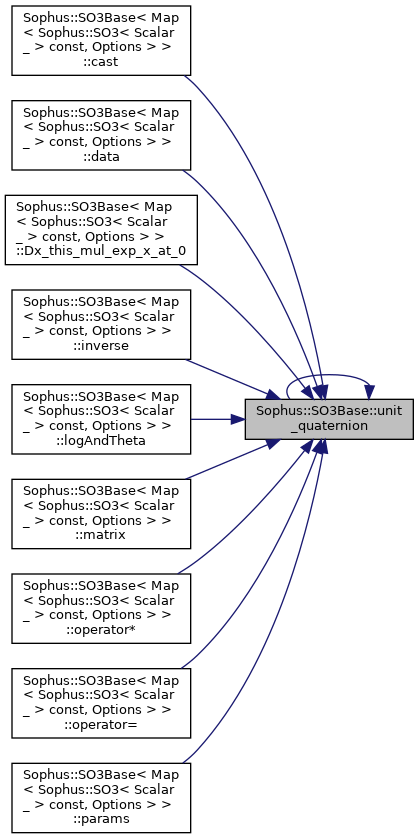 Sophus::SO3Base< Map
< Sophus::SO3< Scalar
_ > const, Options > >
::cast
Sophus::SO3Base< Map
< Sophus::SO3< Scalar
_ > const, Options > >
::data
Sophus::SO3Base< Map
< Sophus::SO3< Scalar
_ > const, Options > >
::Dx_this_mul_exp_x_at_0
Sophus::SO3Base< Map
< Sophus::SO3< Scalar
_ > const, Options > >
::inverse
Sophus::SO3Base< Map
< Sophus::SO3< Scalar
_ > const, Options > >
::logAndTheta
Sophus::SO3Base< Map
< Sophus::SO3< Scalar
_ > const, Options > >
::matrix
Sophus::SO3Base< Map
< Sophus::SO3< Scalar
_ > const, Options > >
::operator*
Sophus::SO3Base< Map
< Sophus::SO3< Scalar
_ > const, Options > >
::operator=
Sophus::SO3Base< Map
< Sophus::SO3< Scalar
_ > const, Options > >
::params
Sophus::SO3Base::unit
_quaternion